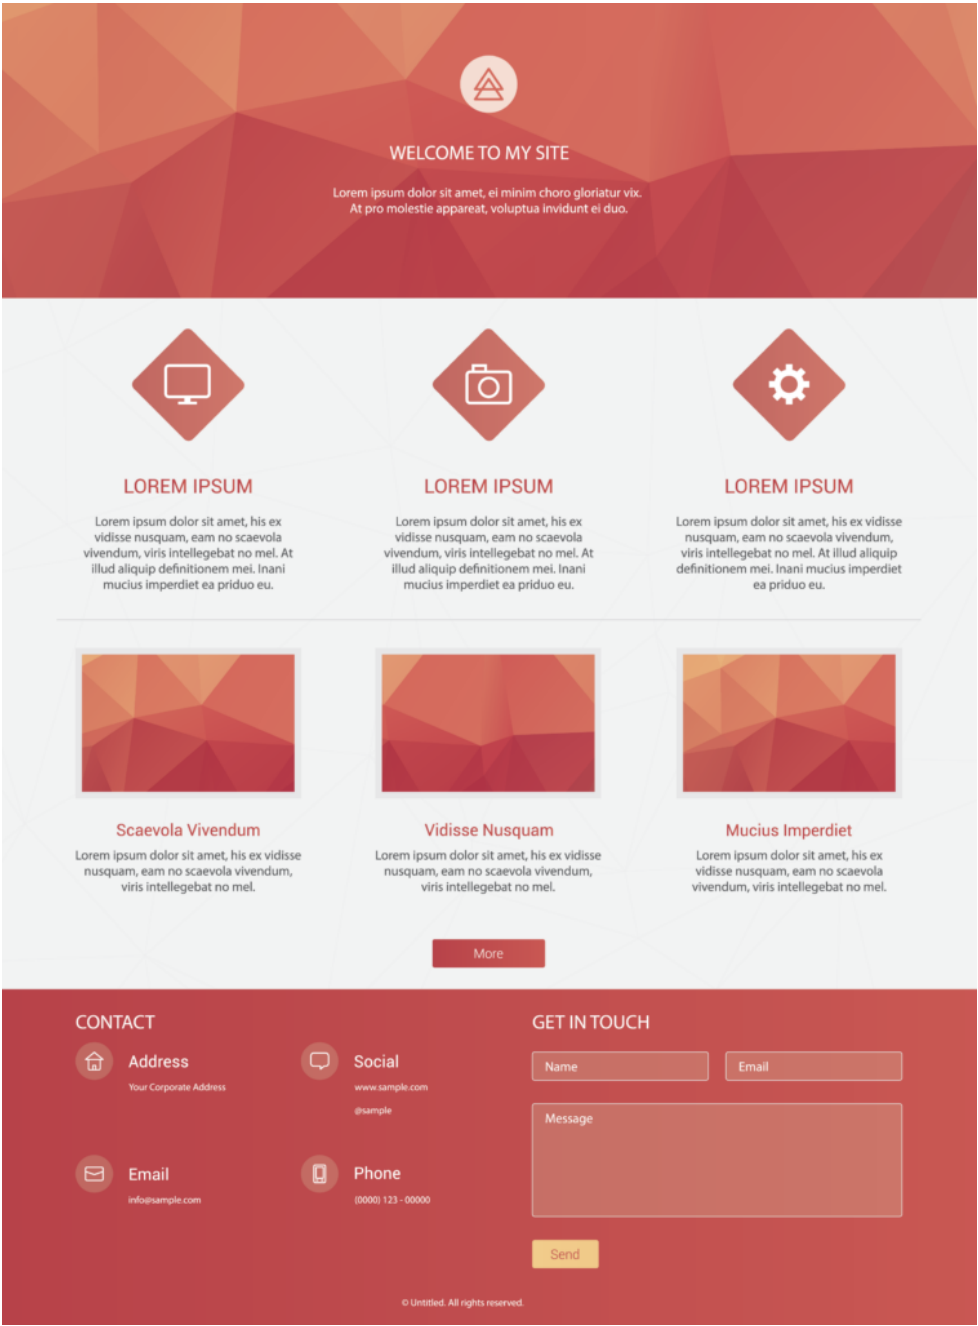 WELCOME TO MY SITE
Lorem ipsum dolor sit amet, ei minim choro gloriatur vix.
At pro molestie appareat, voluptua invidunt ei duo.
LOREM IPSUM
Lorem ipsum dolor sit amet, his ex
vidisse nusquam, eam no scaevola
vivendum, viris intellegebat no mel. At
illud aliquip definitionem mei. Inani
mucius imperdiet ea priduo eu.
LOREM IPSUM
Lorem ipsum dolor sit amet, his ex
vidisse nusquam, eam no scaevola
vivendum, viris intellegebat no mel. At
illud aliquip definitionem mei. Inani
mucius imperdiet ea priduo eu.
LOREM IPSUM
Lorem ipsum dolor sit amet, his ex vidisse
nusquam, eam no scaevola vivendum,
viris intellegebat no mel. At illud aliquip
definitionem mei. Inani mucius imperdiet
ea priduo eu.
Scaevola Vivendum
Lorem ipsum dolor sit amet, his ex vidisse
nusquam, eam no scaevola vivendum,
viris intellegebat no mel.
Vidisse Nusquam
Lorem ipsum dolor sit amet, his ex vidisse
nusquam, eam no scaevola vivendum,
viris intellegebat no mel.
Mucius Imperdiet
Lorem ipsum dolor sit amet, his ex
vidisse nusquam, eam no scaevola
vivendum, viris intellegebat no mel.
More
CONTACT
Address
Your Corporate Address
Social
www.sample.com
@sample
Email
info@sample.com
Phone
(0000) 123 - 00000
GET IN TOUCH
Name
Email
Message
Send
© Untitled. All rights reserved.